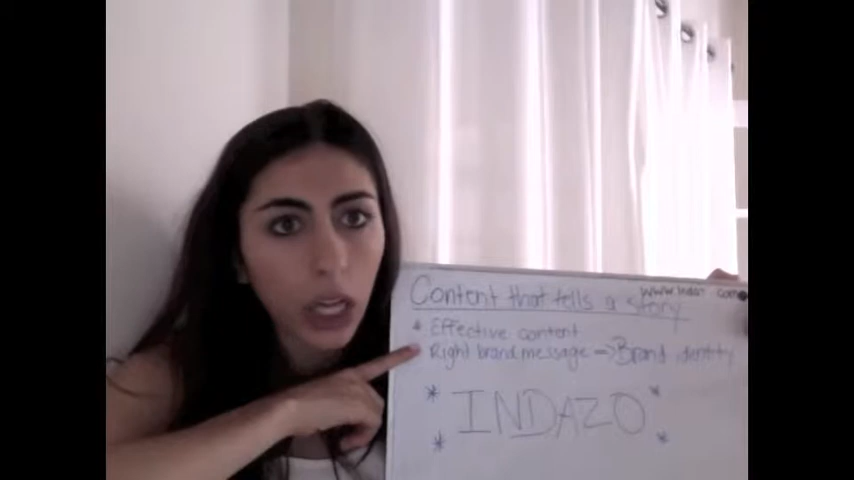 Content that tells a story
* Effective content
Right brand message → Brand identity
* INDAZO *
* *